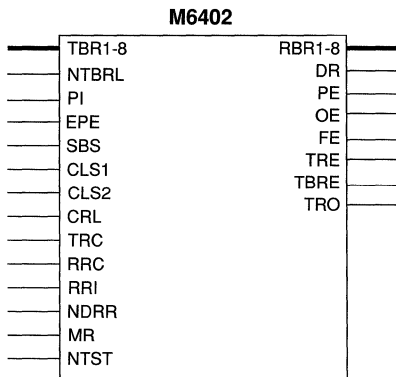 M6402
TBR1-8 RBR1-8
NTBRL DR
PI PE
EPE OE
SBS FE
CLS1 TRE
CLS2 TBRE
CRL TRO
TRC
RRC
RRI
NDRR
MR
NTST